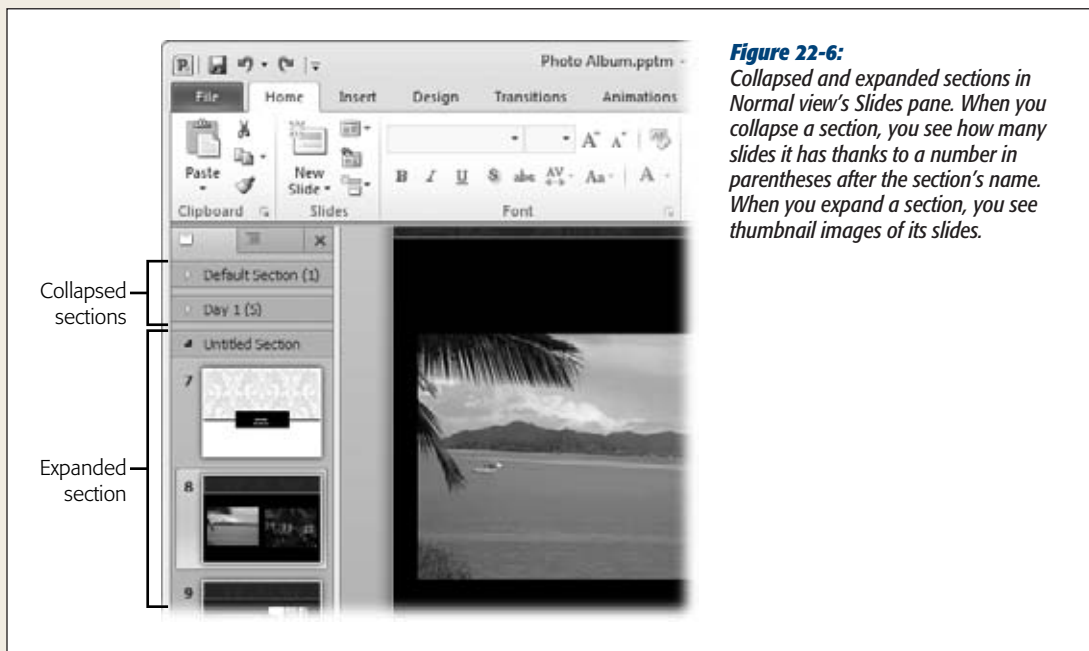 Photo Album.pptm -
File Home Insert Design Transitions Animations
Paste
New
Slide
B I U S abc AV Aa A
Clipboard Slides Font
Default Section (1)
Day 1 (5)
Untitled Section
7
8
9
Collapsed
sections
Expanded
section
Figure 22-6:
Collapsed and expanded sections in
Normal view's Slides pane. When you
collapse a section, you see how many
slides it has thanks to a number in
parentheses after the section's name.
When you expand a section, you see
thumbnail images of its slides.